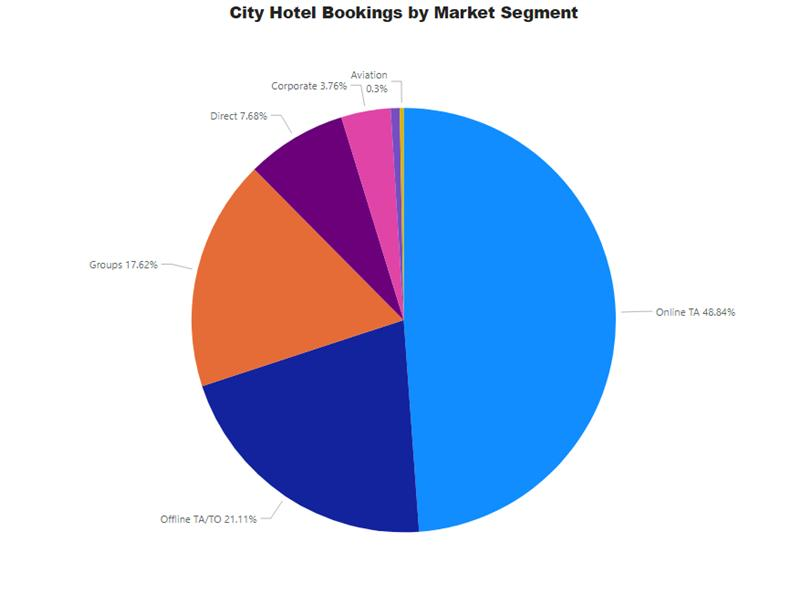 City Hotel Bookings by Market Segment
Aviation
0.3%
Corporate 3.76%
Direct 7.68%
Groups 17.62%
Online TA 48.84%
Offline TA/TO 21.11%